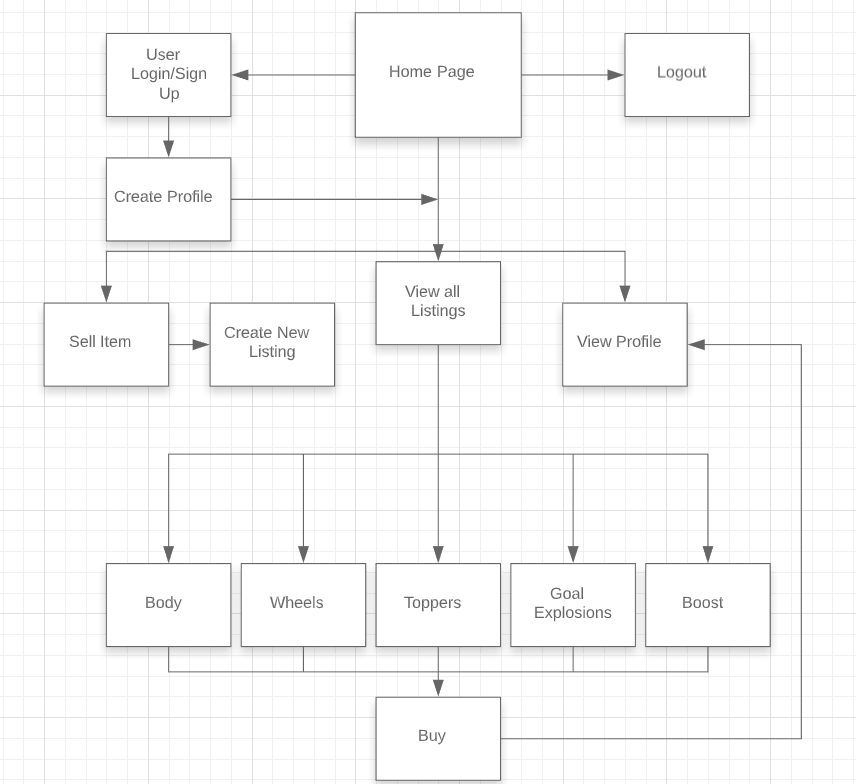 User
Login/Sign
Up
Home Page
Logout
Create Profile
View all
Listings
Sell Item
Create New
Listing
View Profile
Body
Wheels
Toppers
Goal
Explosions
Boost
Buy